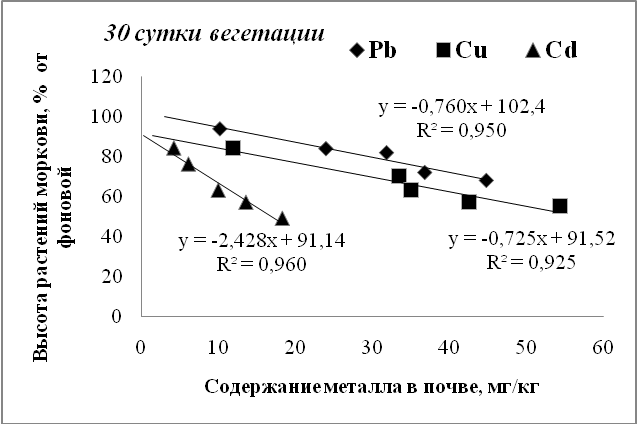 30 сутки вегетации
Pb Cu Cd
Высота растений моркови, % от
фоновой
120
100
80
60
40
20
0
y = -0,760x + 102,4
R² = 0,950
y = -2,428x + 91,14
R² = 0,960
y = -0,725x + 91,52
R² = 0,925
0 10 20 30 40 50 60
Содержание металла в почве, мг/кг